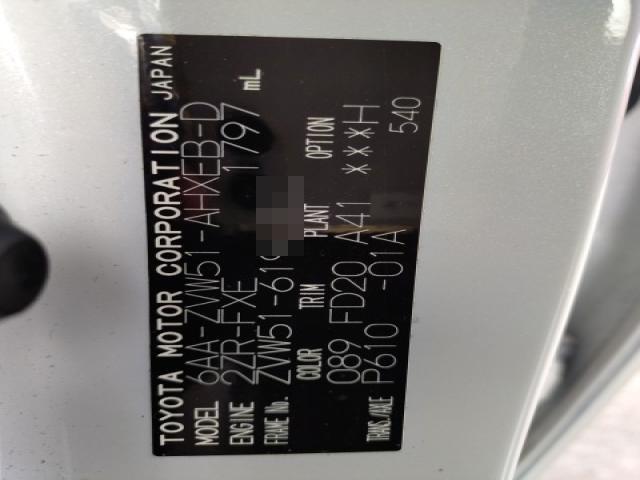 TOYOTA MOTOR CORPORATION JAPAN
MODEL 6AA-ZVW51-AHXEB-D
ENGINE 2ZR-FXE 1797 mL
FRAME No. ZVW51-619
COLOR TRIM PLANT OPTION
089 FD20 A41 ***H
TRANS./AXLE P610 -01A 540